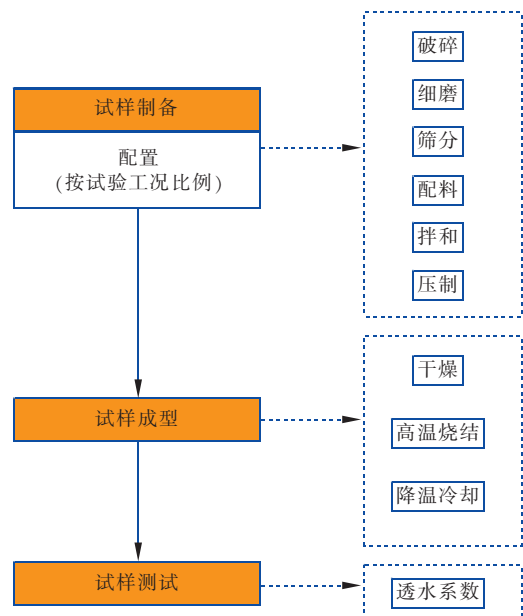 试样制备
配置
(按试验工况比例)
破碎
细磨
筛分
配料
拌和
压制
试样成型
干燥
高温烧结
降温冷却
试样测试
透水系数